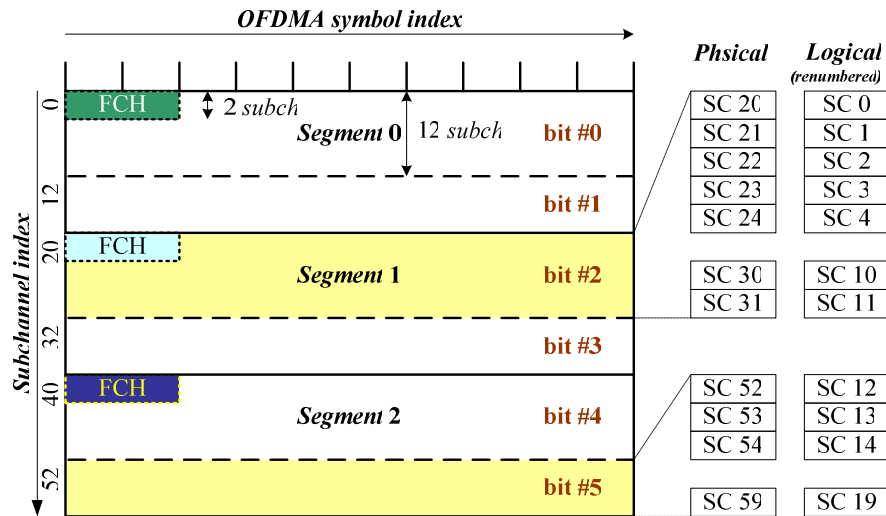 OFDMA symbol index
Phsical Logical
(renumbered)
Subchannel index
0
12
20
32
40
52
FCH
2 subch
Segment 0
12 subch
bit #0
bit #1
FCH
Segment 1
bit #2
bit #3
FCH
Segment 2
bit #4
bit #5
SC 20 SC 0
SC 21 SC 1
SC 22 SC 2
SC 23 SC 3
SC 24 SC 4
SC 30 SC 10
SC 31 SC 11
SC 52 SC 12
SC 53 SC 13
SC 54 SC 14
SC 59 SC 19